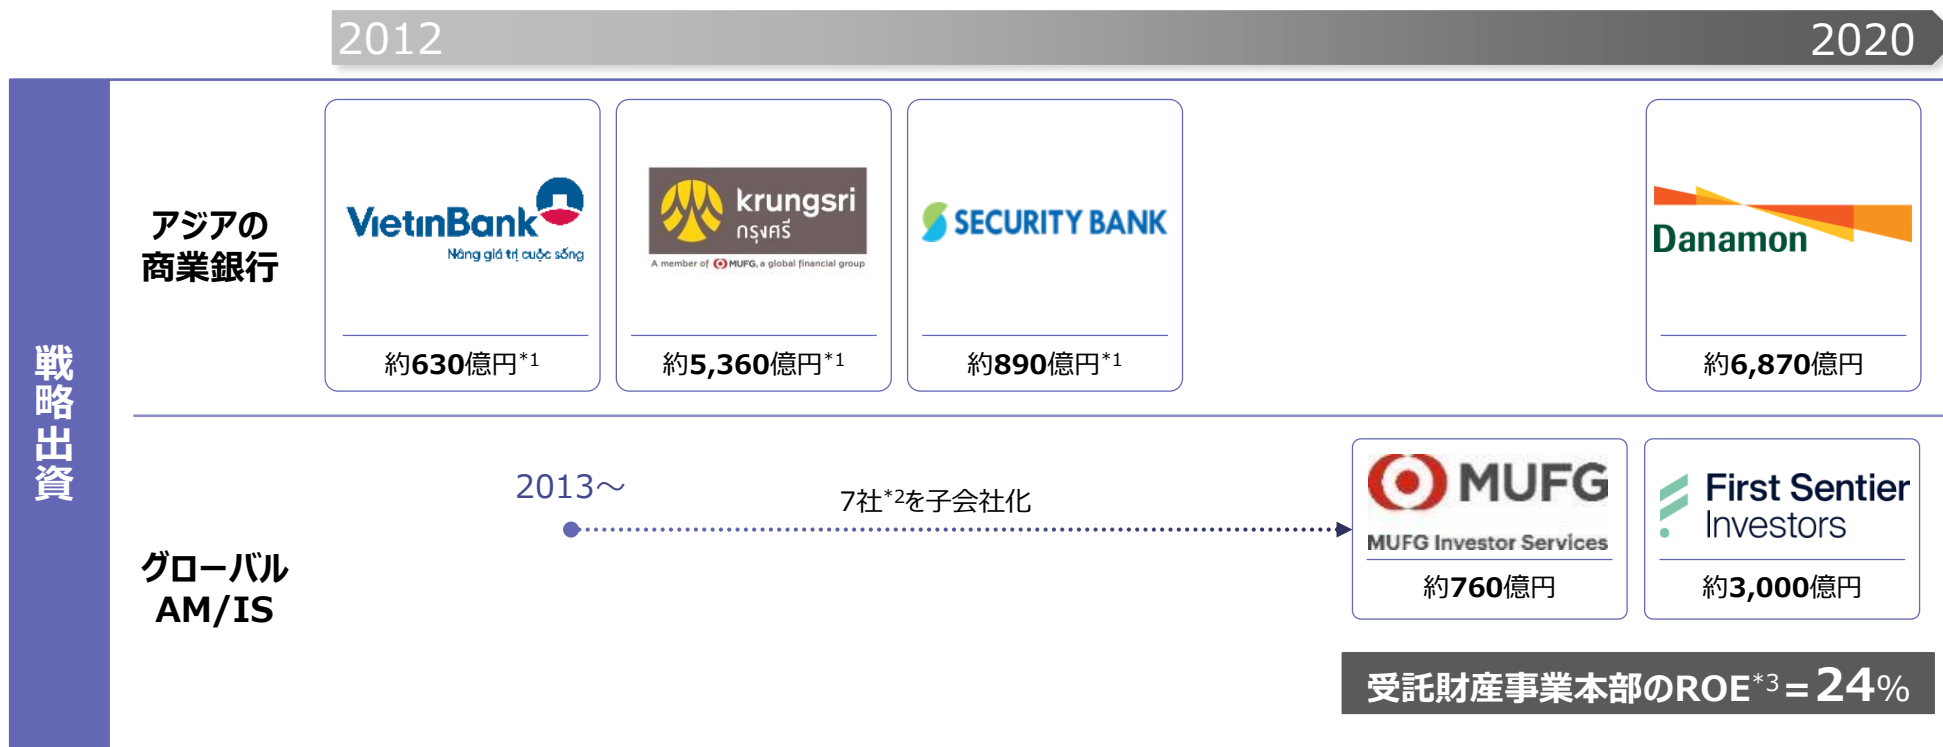 2012
2020
戦略出資
アジアの
商業銀行
VietinBank
Nâng giá trị cuộc sống
約630億円*1
krungsri
กรุงศรี
A member of MUFG, a global financial group
約5,360億円*1
SECURITY BANK
約890億円*1
Danamon
約6,870億円
グローバル
AM/IS
2013～
7社*2を子会社化
MUFG
MUFG Investor Services
約760億円
First Sentier
Investors
約3,000億円
受託財産事業本部のROE*3=24%